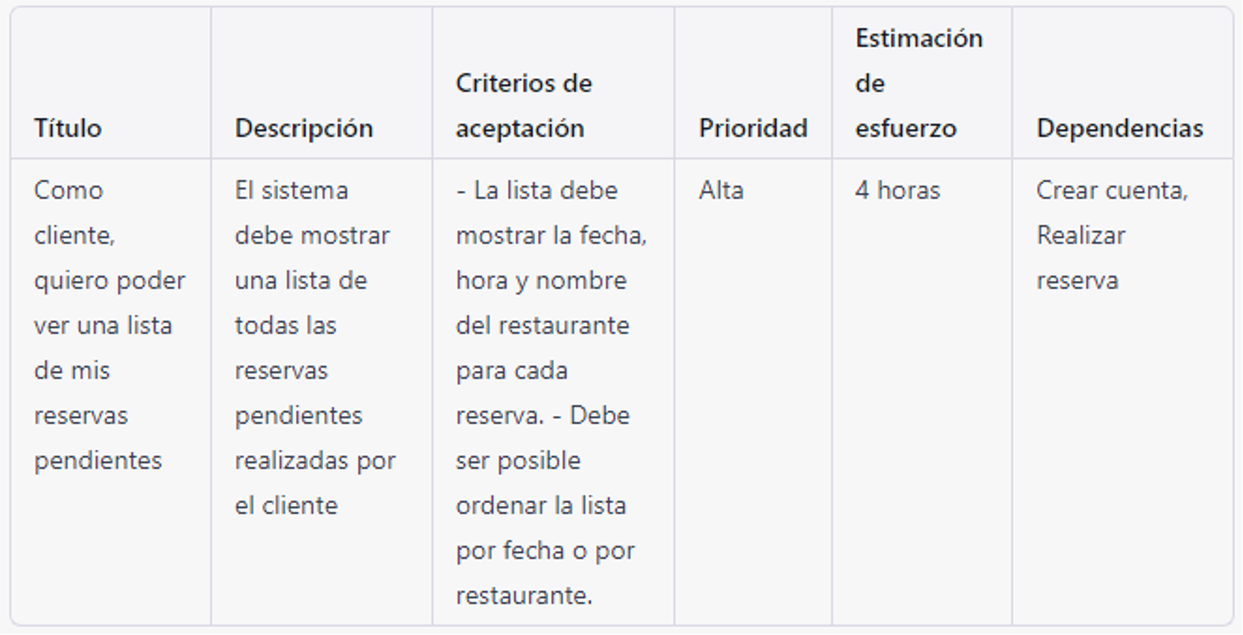 Título
Descripción
Criterios de
aceptación
Prioridad
Estimación
de
esfuerzo
Dependencias
Como
cliente,
quiero poder
ver una lista
de mis
reservas
pendientes
El sistema
debe mostrar
una lista de
todas las
reservas
pendientes
realizadas por
el cliente
- La lista debe
mostrar la fecha,
hora y nombre
del restaurante
para cada
reserva. - Debe
ser posible
ordenar la lista
por fecha o por
restaurante.
Alta
4 horas
Crear cuenta,
Realizar
reserva